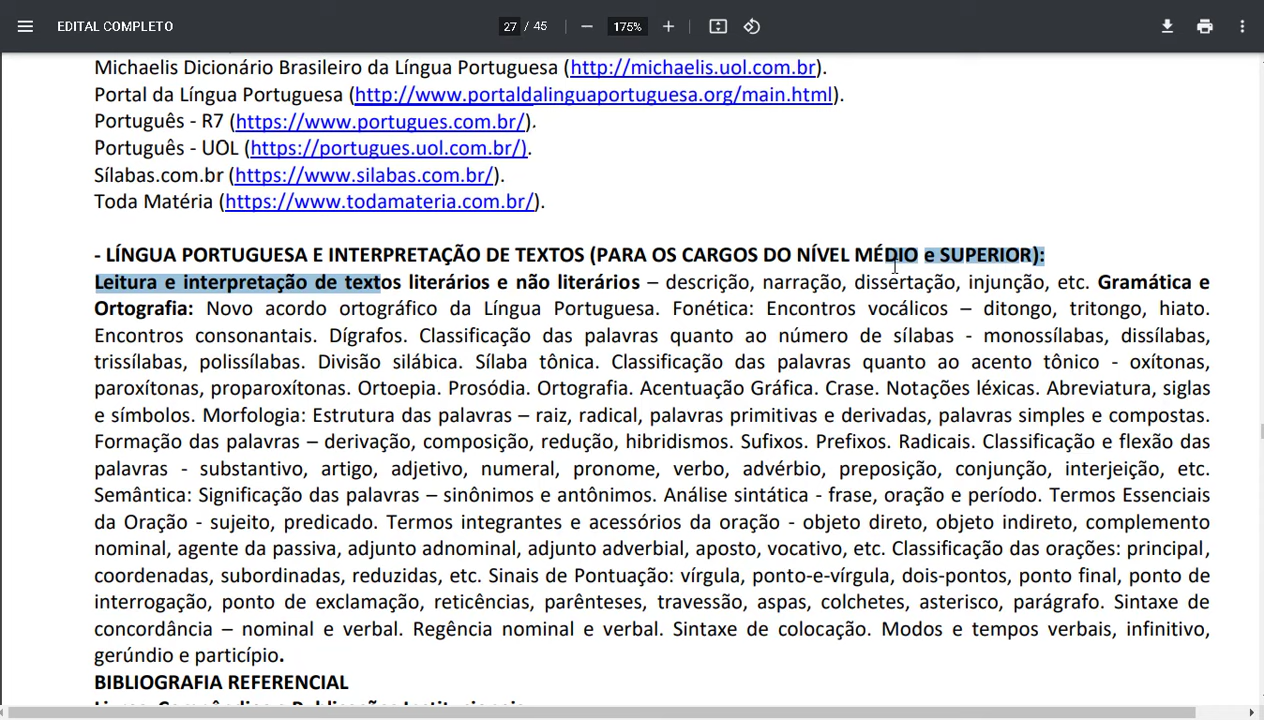 EDITAL COMPLETO
27 / 45
175%
Michaelis Dicionário Brasileiro da Língua Portuguesa (http://michaelis.uol.com.br).
Portal da Língua Portuguesa (http://www.portaldalinguaportuguesa.org/main.html).
Português - R7 (https://www.portugues.com.br/).
Português - UOL (https://portugues.uol.com.br/).
Sílabas.com.br (https://www.silabas.com.br/).
Toda Matéria (https://www.todamateria.com.br/).
- LÍNGUA PORTUGUESA E INTERPRETAÇÃO DE TEXTOS (PARA OS CARGOS DO NÍVEL MÉDIO e SUPERIOR):
Leitura e interpretação de textos literários e não literários – descrição, narração, dissertação, injunção, etc. Gramática e
Ortografia: Novo acordo ortográfico da Língua Portuguesa. Fonética: Encontros vocálicos – ditongo, tritongo, hiato.
Encontros consonantais. Dígrafos. Classificação das palavras quanto ao número de sílabas - monossílabas, dissílabas,
trissílabas, polissílabas. Divisão silábica. Sílaba tônica. Classificação das palavras quanto ao acento tônico - oxítonas,
paroxítonas, proparoxítonas. Ortoepia. Prosódia. Ortografia. Acentuação Gráfica. Crase. Notações léxicas. Abreviatura, siglas
e símbolos. Morfologia: Estrutura das palavras – raiz, radical, palavras primitivas e derivadas, palavras simples e compostas.
Formação das palavras – derivação, composição, redução, hibridismos. Sufixos. Prefixos. Radicais. Classificação e flexão das
palavras - substantivo, artigo, adjetivo, numeral, pronome, verbo, advérbio, preposição, conjunção, interjeição, etc.
Semântica: Significação das palavras – sinônimos e antônimos. Análise sintática - frase, oração e período. Termos Essenciais
da Oração - sujeito, predicado. Termos integrantes e acessórios da oração - objeto direto, objeto indireto, complemento
nominal, agente da passiva, adjunto adnominal, adjunto adverbial, aposto, vocativo, etc. Classificação das orações: principal,
coordenadas, subordinadas, reduzidas, etc. Sinais de Pontuação: vírgula, ponto-e-vírgula, dois-pontos, ponto final, ponto de
interrogação, ponto de exclamação, reticências, parênteses, travessão, aspas, colchetes, asterisco, parágrafo. Sintaxe de
concordância – nominal e verbal. Regência nominal e verbal. Sintaxe de colocação. Modos e tempos verbais, infinitivo,
gerúndio e particípio.
BIBLIOGRAFIA REFERENCIAL